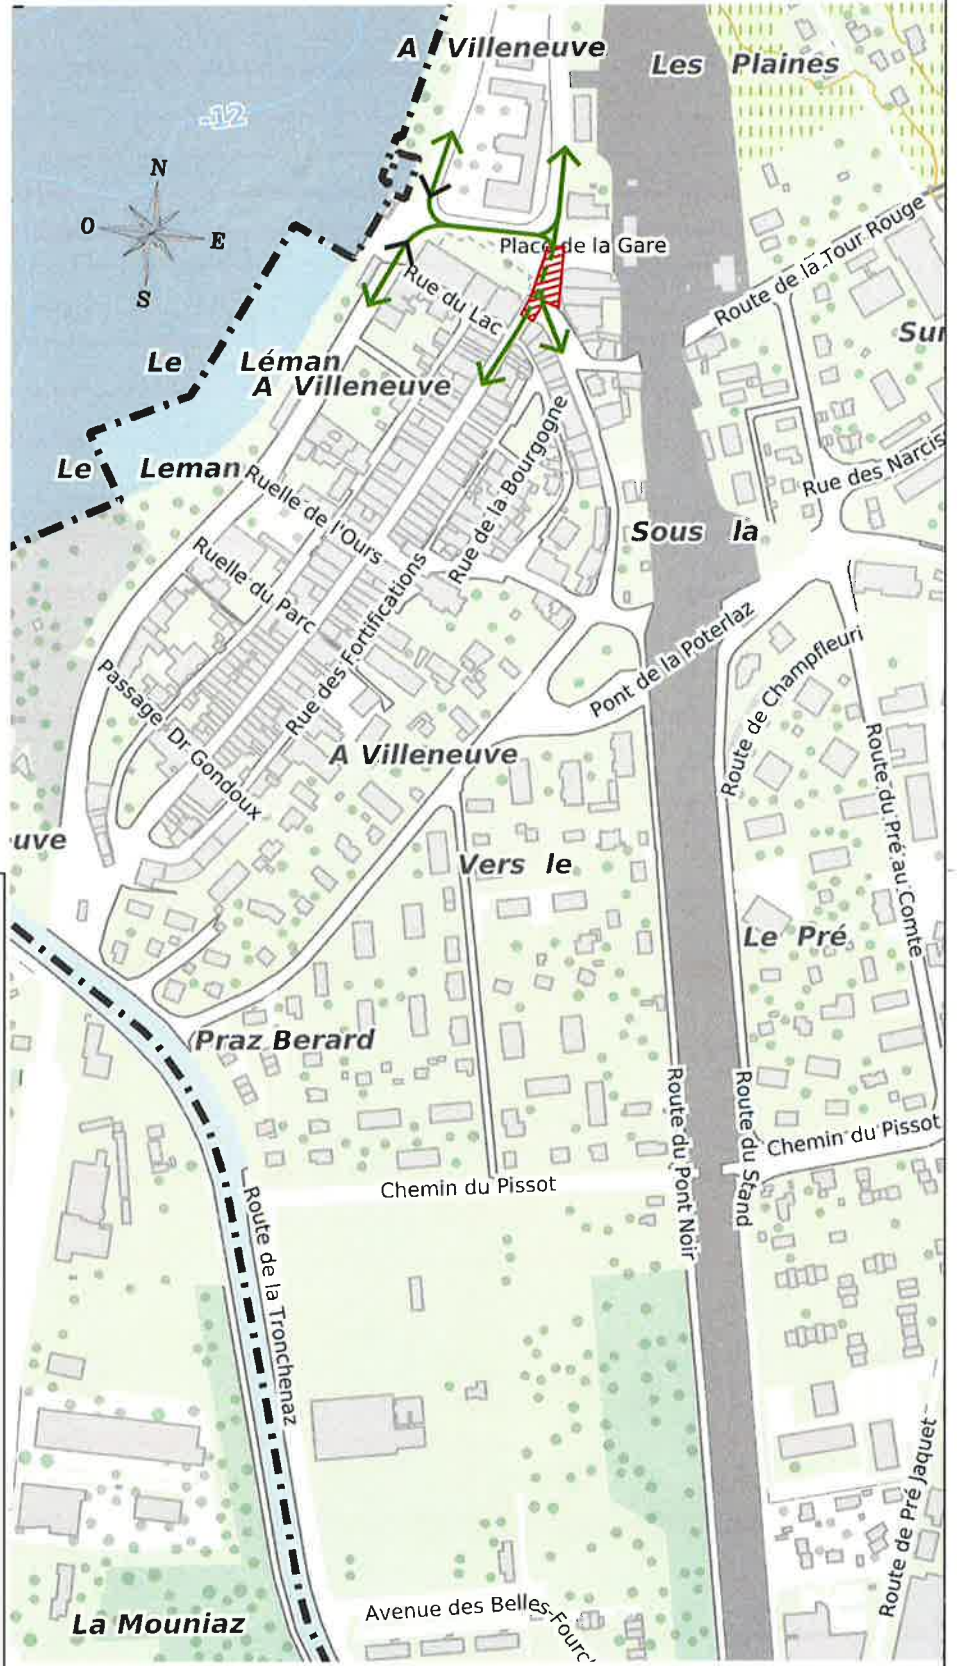 A Villeneuve
Les Plaines
-12
N
O
E
S
Place de la Gare
Route de la Tour Rouge
Rue du Lac
Le Léman
A Villeneuve
Le Leman
Ruelle de l'Ours
Rue de la Bourgogne
Rue des Narcis
Sous la
Ruelle du Parc
Rue des Fortifications
Pont de la Poterlaz
Route de Champfleuri
Passage Dr Gondoux
A Villeneuve
Route du Pré au Comte
uve
Vers le
Le Pré
Praz Berard
Route du Pont Noir
Route du Stand
Chemin du Pissot
Chemin du Pissot
Route de la Tronchenaz
Route de Pré Jaquet
La Mouniaz
Avenue des Belles-Fourc